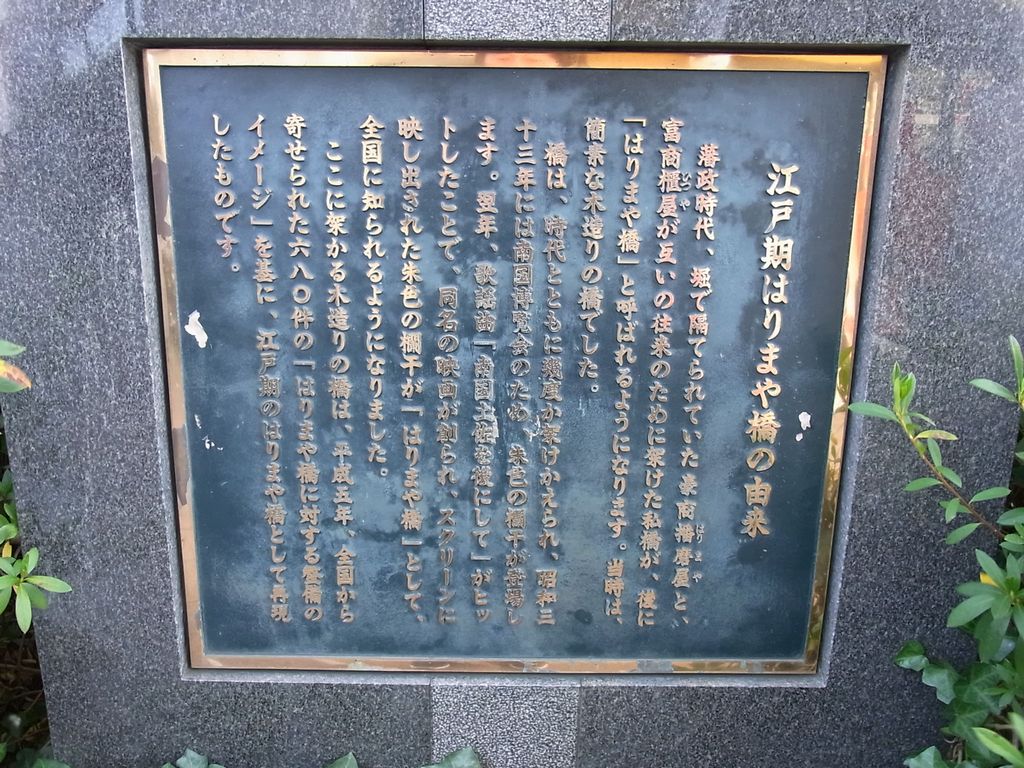 江戸期はりまや橋の由来
藩政時代、堀で隔てられていた豪商播磨屋と、
はりまや
富商櫃屋が互いの往来のために架けた私橋が、後に
いつや
「はりまや橋」と呼ばれるようになります。当時は、
簡素な木造りの橋でした。
橋は、時代とともに幾度か架けかえられ、昭和三
十三年には南国博覧会のため、朱色の欄干が登場し
ます。翌年、歌謡曲「南国土佐を後にして」がヒッ
トしたことで、同名の映画が創られ、スクリーンに
映し出された朱色の欄干が「はりまや橋」として、
全国に知られるようになりました。
ここに架かる木造りの橋は、平成五年、全国から
寄せられた六八〇件の「はりまや橋に対する夢橋の
イメージ」を基に、江戸期のはりまや橋として再現
したものです。